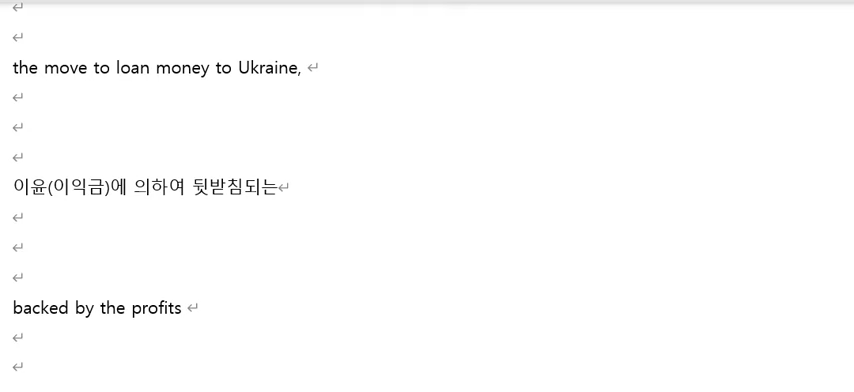 the move to loan money to Ukraine,
이윤(이익금)에 의하여 뒷받침되는
backed by the profits